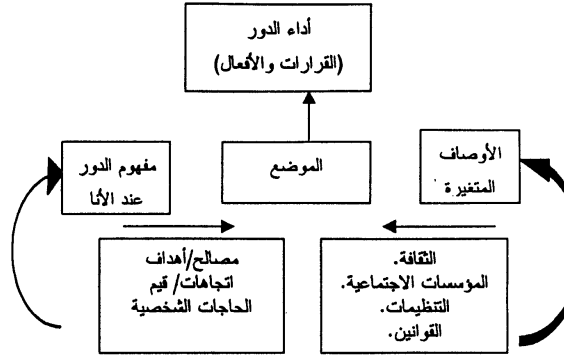 أداء الدور
(القرارات والأفعال)
الأوصاف
المتغيرة
الموضع
مفهوم الدور
عند الأنا
الثقافة.
المؤسسات الاجتماعية.
التنظيمات.
القوانين.
مصالح/أهداف
اتجاهات/ قيم
الحاجات الشخصية